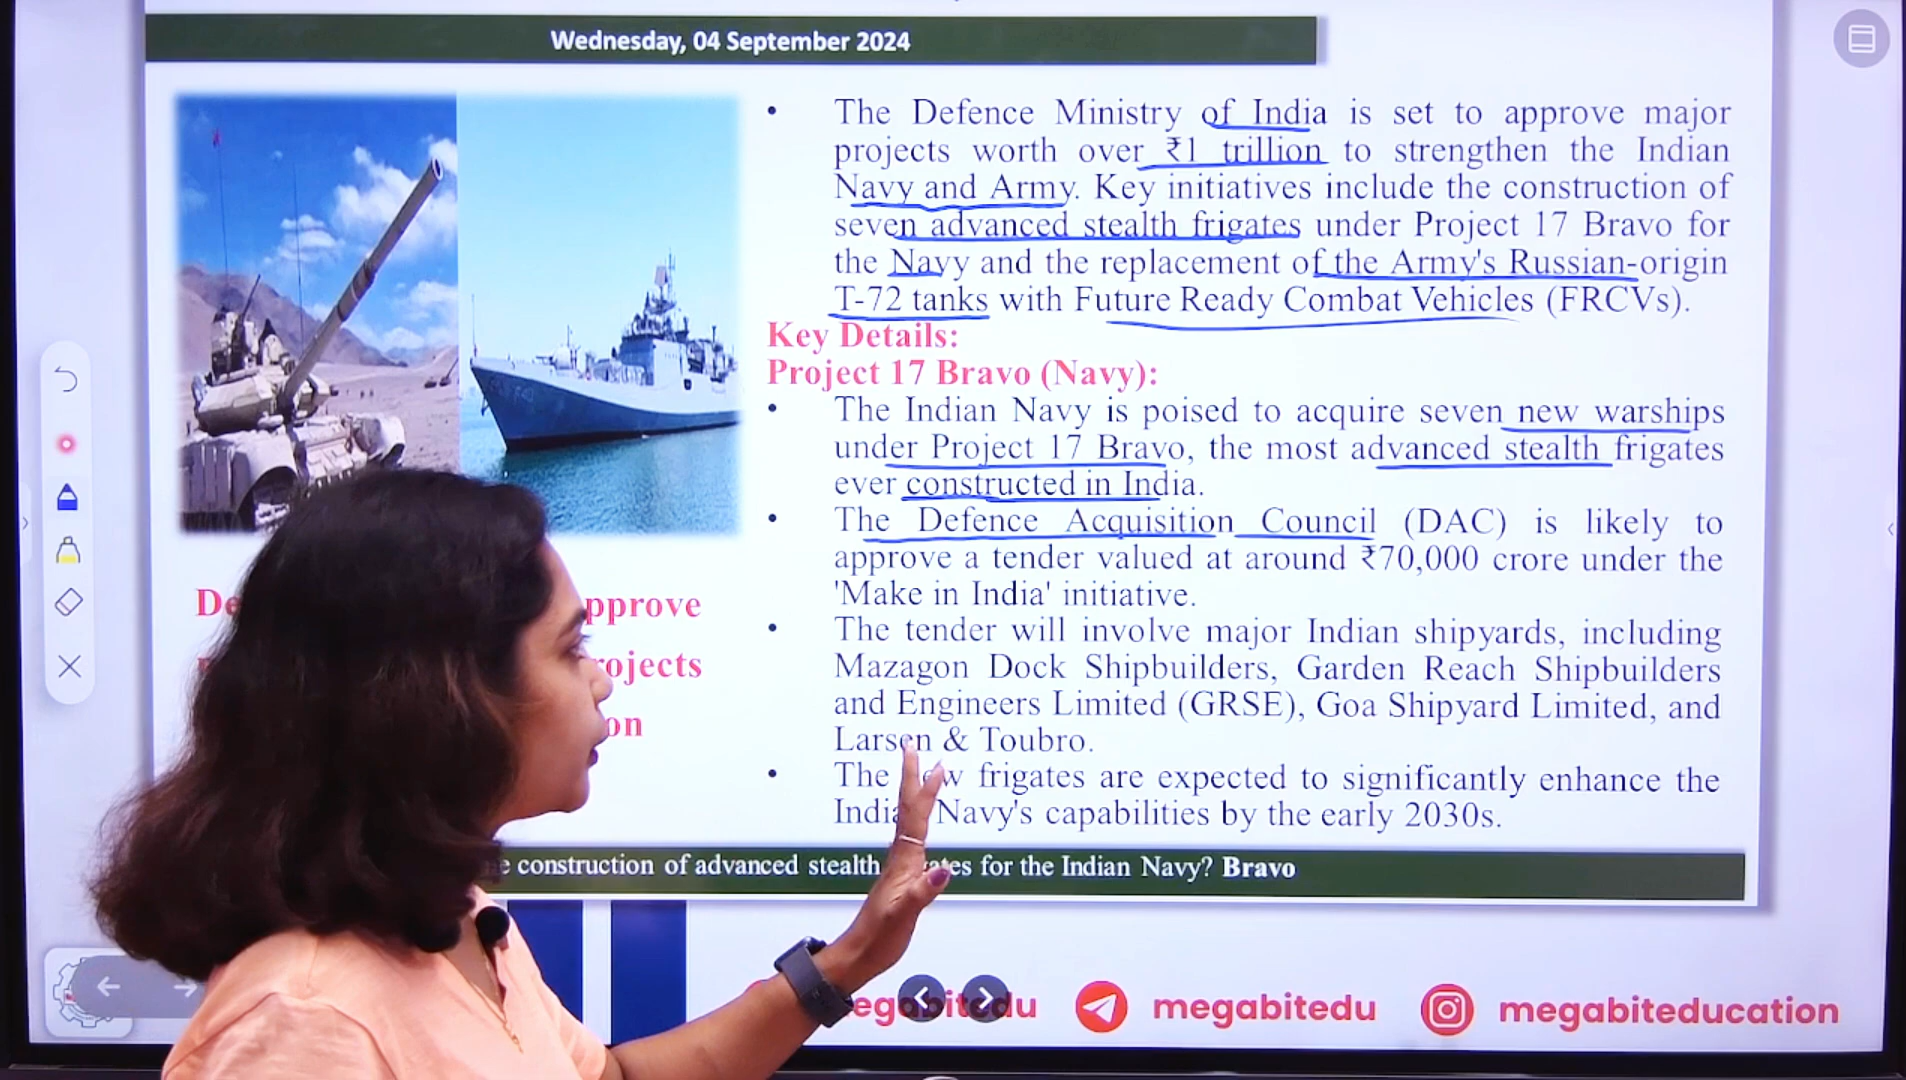 Wednesday, 04 September 2024
• The Defence Ministry of India is set to approve major
projects worth over ₹1 trillion to strengthen the Indian
Navy and Army. Key initiatives include the construction of
seven advanced stealth frigates under Project 17 Bravo for
the Navy and the replacement of the Army's Russian-origin
T-72 tanks with Future Ready Combat Vehicles (FRCVs).
Key Details:
Project 17 Bravo (Navy):
• The Indian Navy is poised to acquire seven new warships
under Project 17 Bravo, the most advanced stealth frigates
ever constructed in India.
• The Defence Acquisition Council (DAC) is likely to
approve a tender valued at around ₹70,000 crore under the
'Make in India' initiative.
• The tender will involve major Indian shipyards, including
Mazagon Dock Shipbuilders, Garden Reach Shipbuilders
and Engineers Limited (GRSE), Goa Shipyard Limited, and
Larsen & Toubro.
• The frigates are expected to significantly enhance the
Navy's capabilities by the early 2030s.
construction of advanced stealth for the Indian Navy? Bravo
megabitedu
megabiteducation